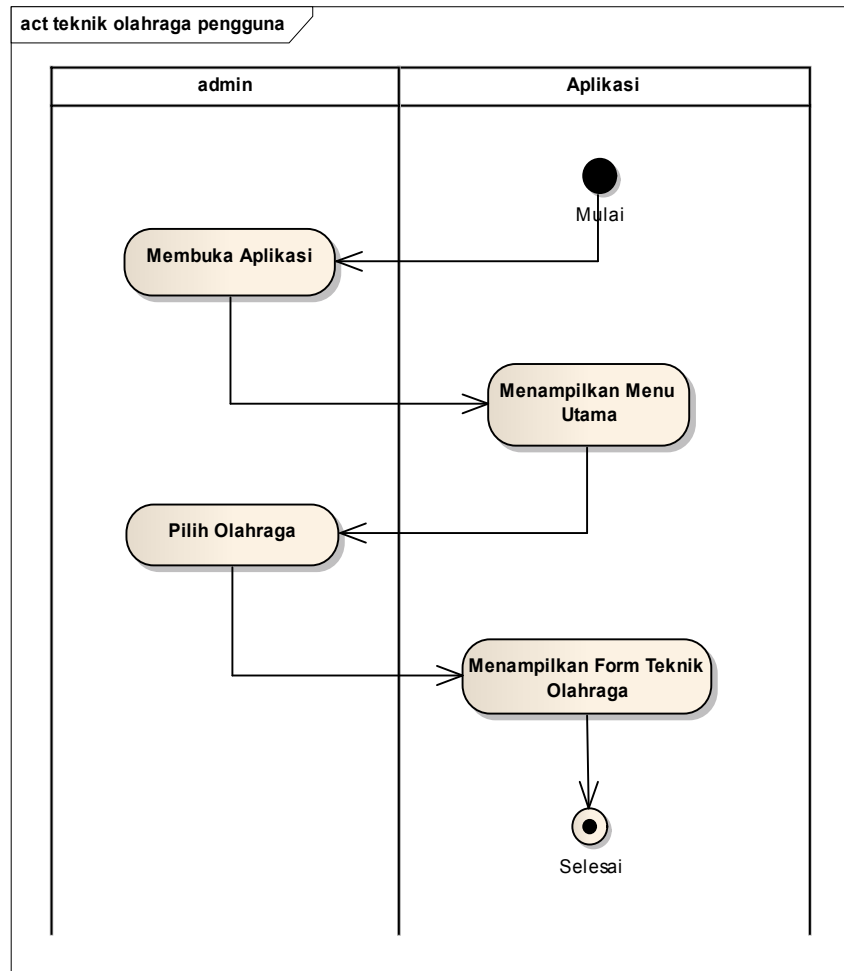 act teknik olahraga pengguna
admin
Aplikasi
Mulai
Membuka Aplikasi
Menampilkan Menu
Utama
Pilih Olahraga
Menampilkan Form Teknik
Olahraga
Selesai